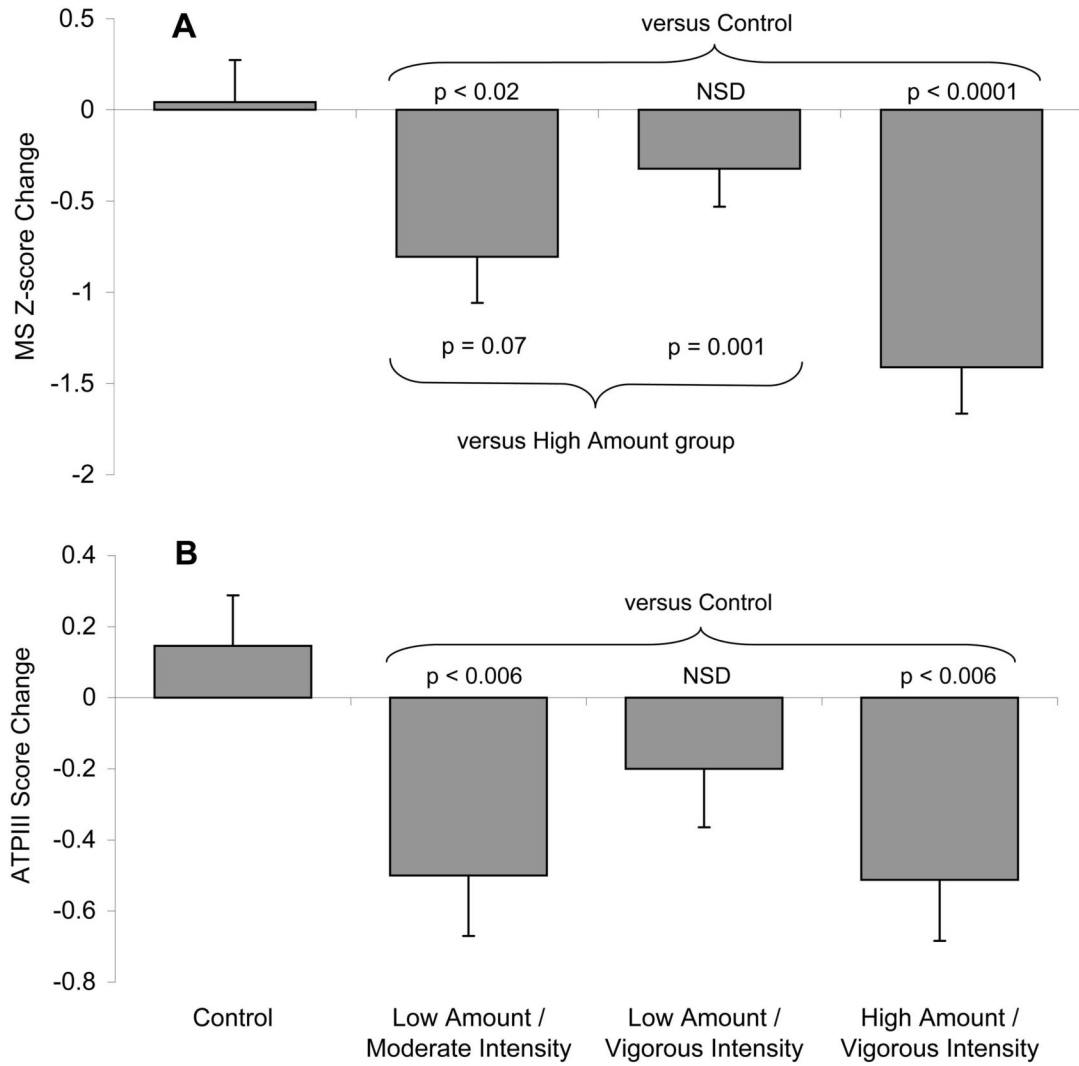 A
0.5
0
-0.5
-1
-1.5
-2
MS Z-score Change
versus Control
p < 0.02 NSD p < 0.0001
p = 0.07 p = 0.001
versus High Amount group
B
0.4
0.2
0
-0.2
-0.4
-0.6
-0.8
ATPIII Score Change
versus Control
p < 0.006 NSD p < 0.006
Control
Low Amount /
Moderate Intensity
Low Amount /
Vigorous Intensity
High Amount /
Vigorous Intensity